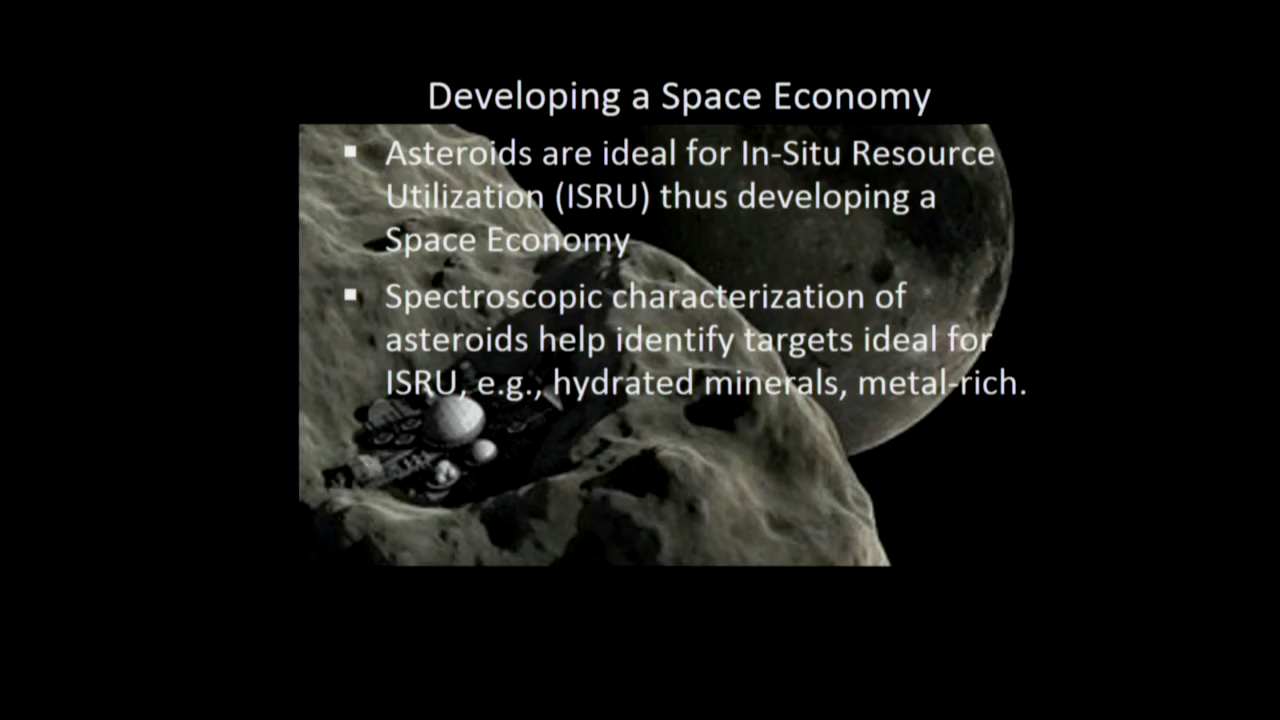 Developing a Space Economy
▪ Asteroids are ideal for In-Situ Resource
Utilization (ISRU) thus developing a
Space Economy
▪ Spectroscopic characterization of
asteroids help identify targets ideal for
ISRU, e.g., hydrated minerals, metal-rich.